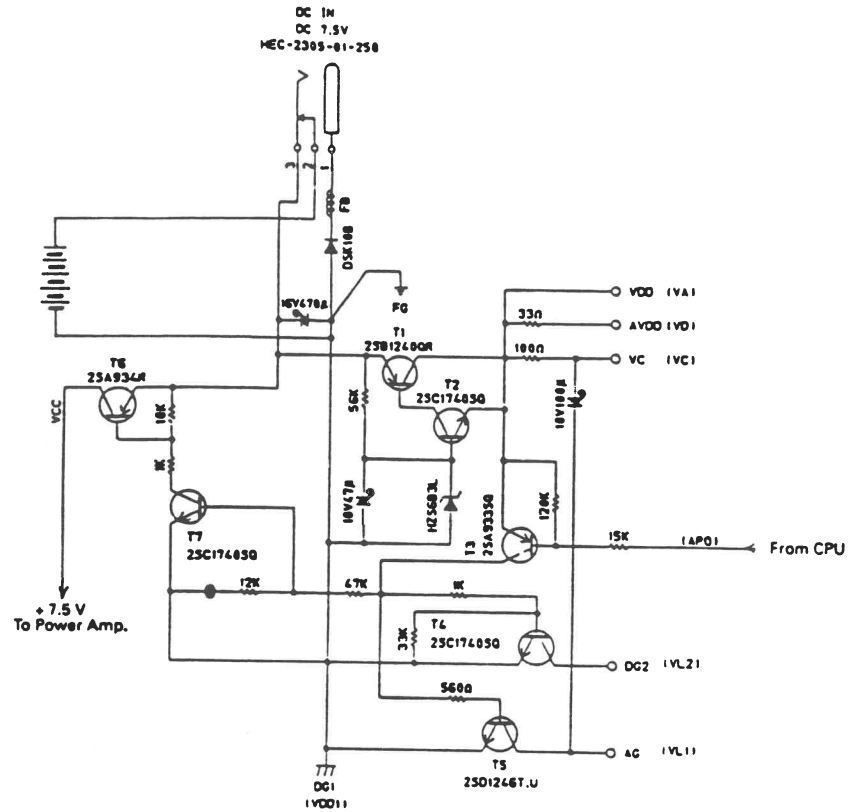 DC IN
DC 7.5V
HEC-2305-01-250
3
2
1
FB
DSK10B
16V470μ
FG
VDD (VA)
33Ω
AVDD (VD)
T1
2SB1240QR
100Ω
VC (VC)
T6
2SA934R
T2
2SC1740SQ
VCC
10K
56K
10V100μ
1K
10V47μ
HZS6B3L
T3
2SA933SQ
120K
T7
2SC1740SQ
15K
(APO)
From CPU
12K
47K
1K
+ 7.5 V
To Power Amp.
33K
T4
2SC1740SQ
DG2 (VL2)
560Ω
AG (VL1)
T5
2SD1246T.U
DG1
(VDD1)